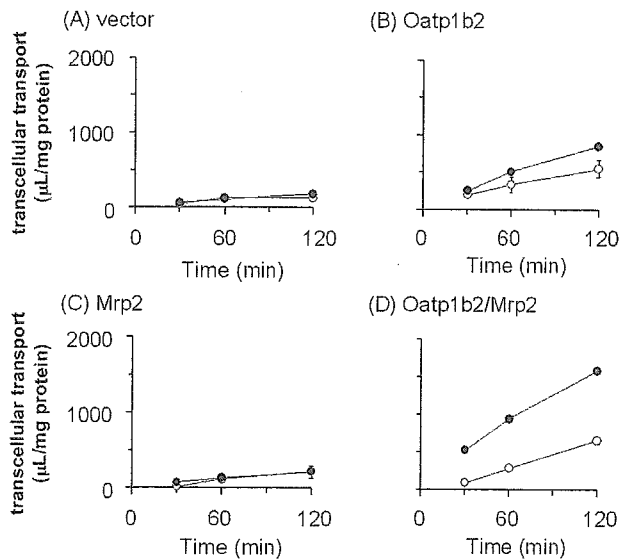 (A) vector
(B) Oatp1b2
transcellular transport
(μL/mg protein)
2000
1000
0
0 60 120
Time (min)
0 60 120
Time (min)
(C) Mrp2
(D) Oatp1b2/Mrp2
transcellular transport
(μL/mg protein)
2000
1000
0
0 60 120
Time (min)
0 60 120
Time (min)